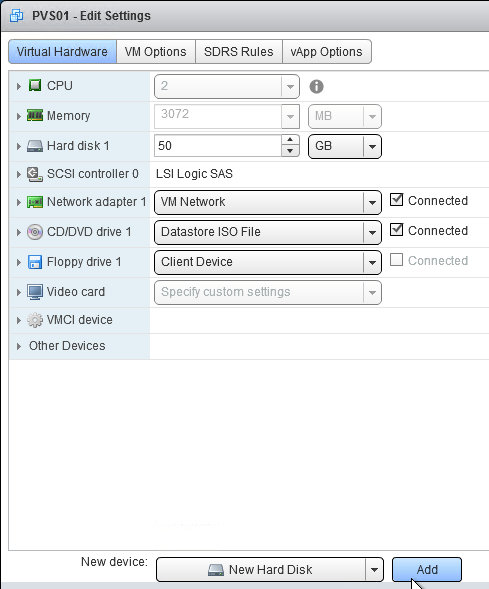 PVS01 - Edit Settings
Virtual Hardware VM Options SDRS Rules vApp Options
CPU 2
Memory 3072 MB
Hard disk 1 50 GB
SCSI controller 0 LSI Logic SAS
Network adapter 1 VM Network Connected
CD/DVD drive 1 Datastore ISO File Connected
Floppy drive 1 Client Device Connected
Video card Specify custom settings
VMCI device
Other Devices
New device: New Hard Disk Add